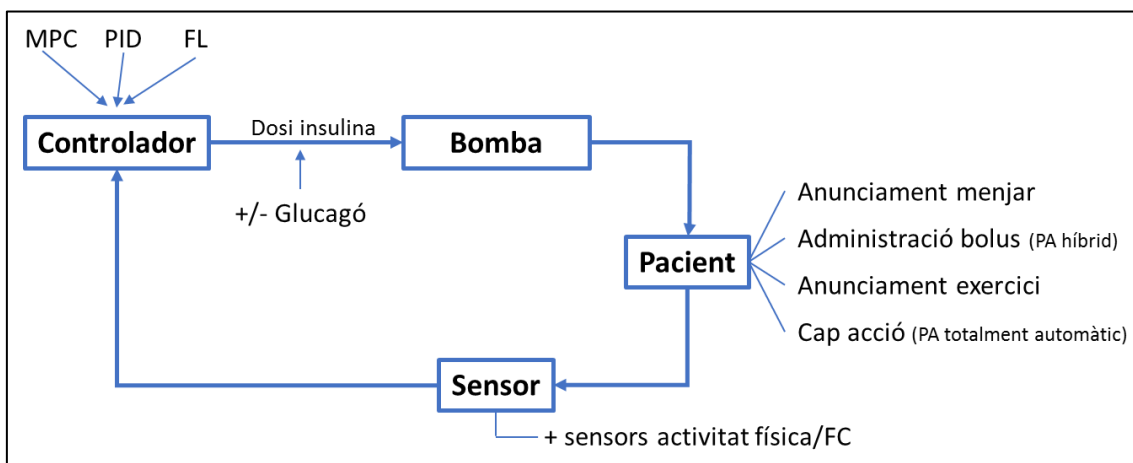 MPC PID FL
Controlador
Dosi insulina
+/- Glucagó
Bomba
Pacient
Anunciament menjar
Administració bolus (PA híbrid)
Anunciament exercici
Cap acció (PA totalment automàtic)
Sensor
+ sensors activitat física/FC